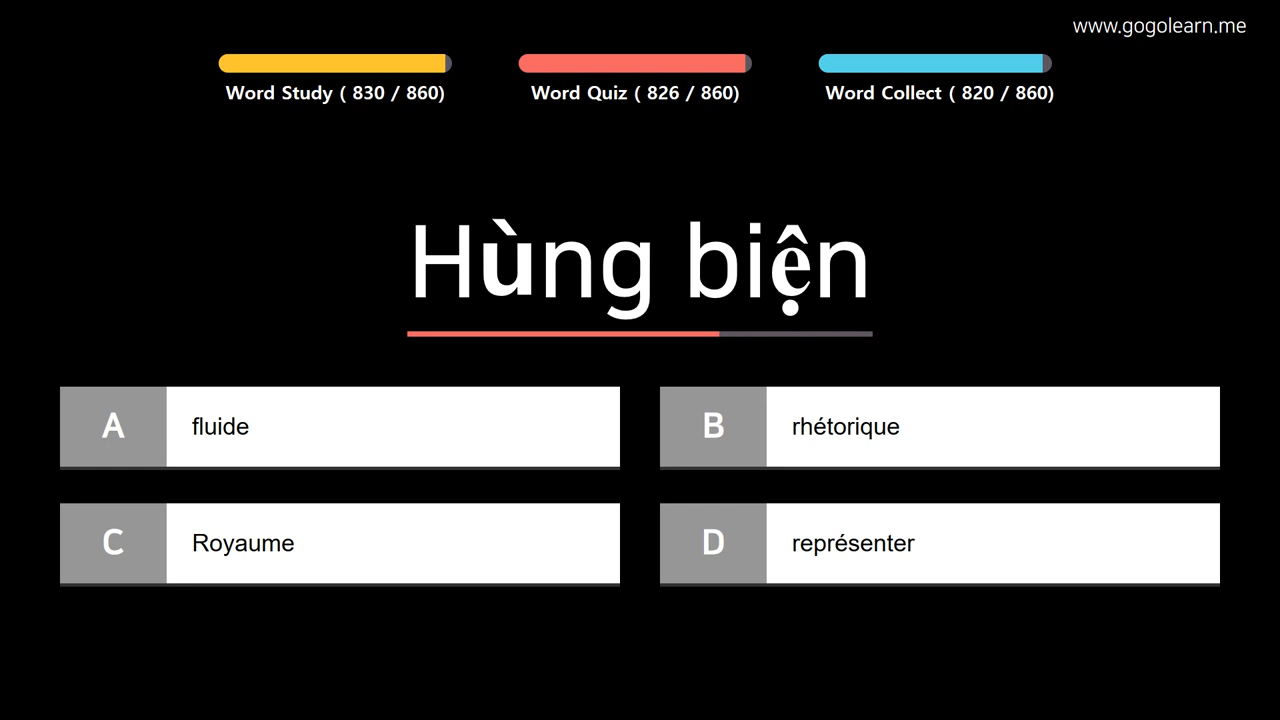 www.gogolearn.me
Word Study ( 830 / 860)
Word Quiz ( 826 / 860)
Word Collect ( 820 / 860)
Hùng biện
A fluide
B rhétorique
C Royaume
D représenter